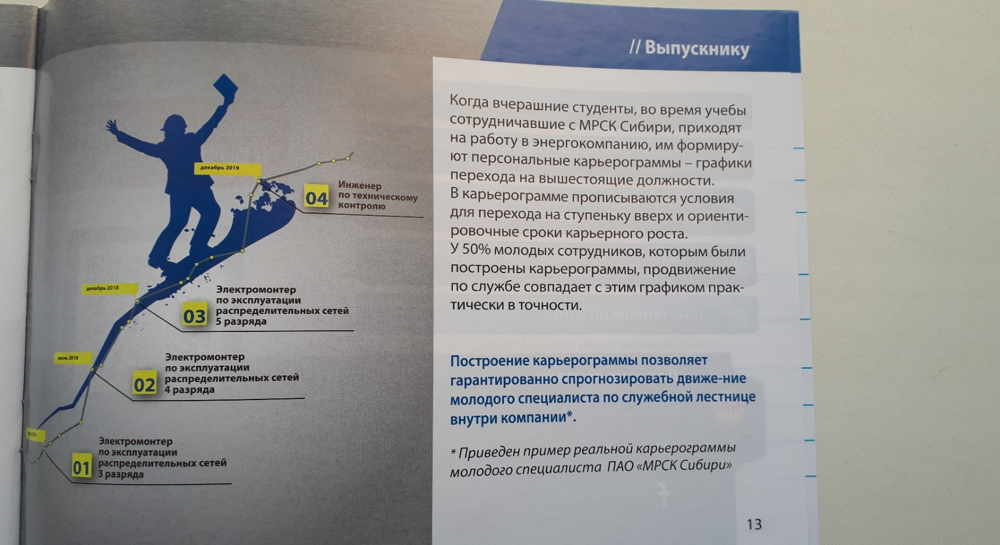 // Выпускнику
декабрь 2019
04
Инженер
по техническому
контролю
декабрь 2018
03
Электромонтер
по эксплуатации
распределительных сетей
5 разряда
июнь 2018
02
Электромонтер
по эксплуатации
распределительных сетей
4 разряда
01
Электромонтер
по эксплуатации
распределительных сетей
3 разряда
Когда вчерашние студенты, во время учебы
сотрудничавшие с МРСК Сибири, приходят
на работу в энергокомпанию, им формиру-
ют персональные карьерограммы – графики
перехода на вышестоящие должности.
В карьерограмме прописываются условия
для перехода на ступеньку вверх и ориенти-
ровочные сроки карьерного роста.
У 50% молодых сотрудников, которым были
построены карьерограммы, продвижение
по службе совпадает с этим графиком прак-
тически в точности.
Построение карьерограммы позволяет
гарантированно спрогнозировать движе-ние
молодого специалиста по служебной лестнице
внутри компании*.
* Приведен пример реальной карьерограммы
молодого специалиста ПАО «МРСК Сибири»
13